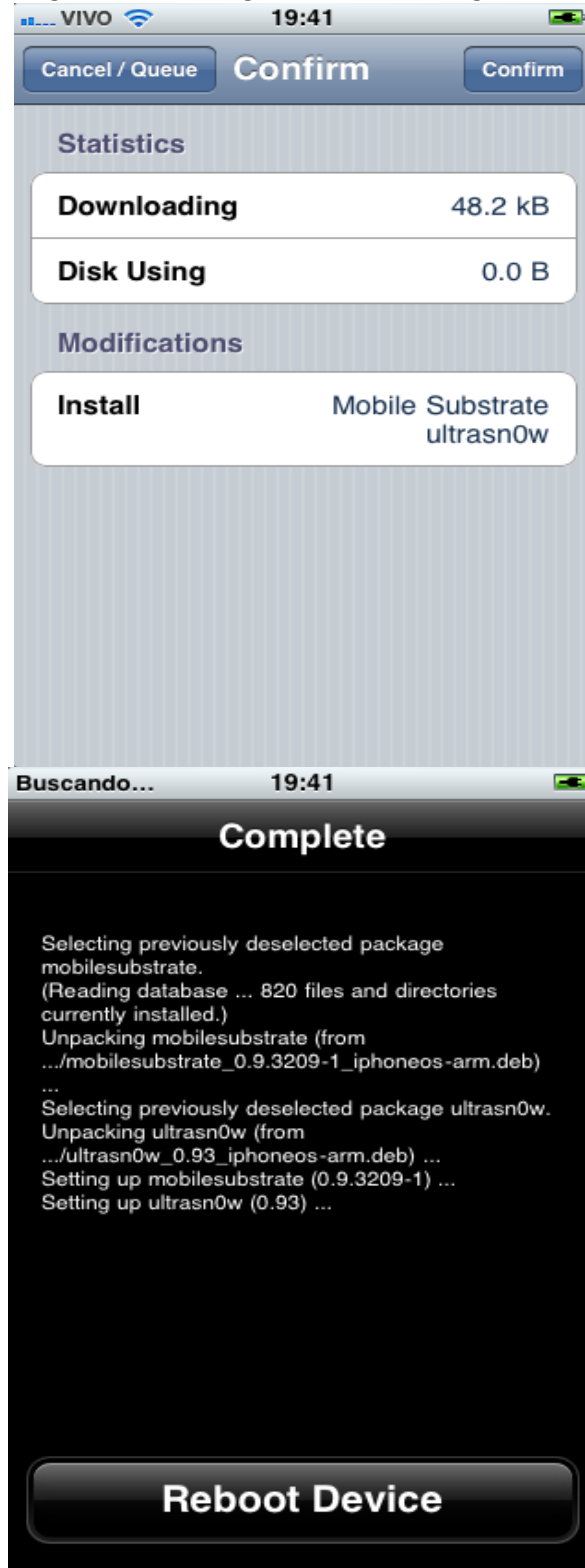 VIVO 19:41
Cancel / Queue Confirm Confirm
Statistics
Downloading 48.2 kB
Disk Using 0.0 B
Modifications
Install Mobile Substrate
ultrasn0w
Buscando... 19:41
Complete
Selecting previously deselected package
mobilesubstrate.
(Reading database ... 820 files and directories
currently installed.)
Unpacking mobilesubstrate (from
.../mobilesubstrate_0.9.3209-1_iphoneos-arm.deb)
...
Selecting previously deselected package ultrasn0w.
Unpacking ultrasn0w (from
.../ultrasn0w_0.93_iphoneos-arm.deb) ...
Setting up mobilesubstrate (0.9.3209-1) ...
Setting up ultrasn0w (0.93) ...
Reboot Device